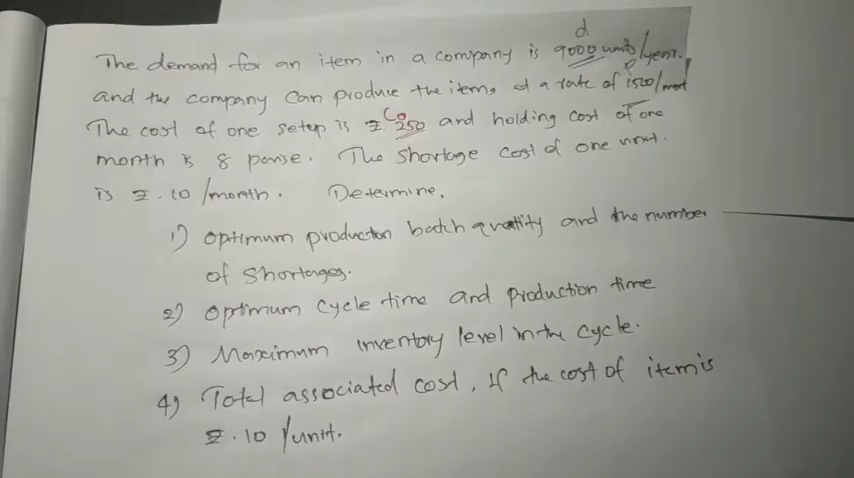 d
The demand for an item in a company is 9000 units/year.
and the company can produce the items at a rate of 1500/mont
Co
The cost of one setup is ₹.250 and holding cost of one
month is 8 paise. The shortage cost of one unit.
is ₹.10 /month. Determine,
1) Optimum production batch quantity and the number
of shortages.
2) Optimum cycle time and production time
3) Maximum inventory level in the cycle.
4) Total associated cost, If the cost of item is
₹.10 /unit.